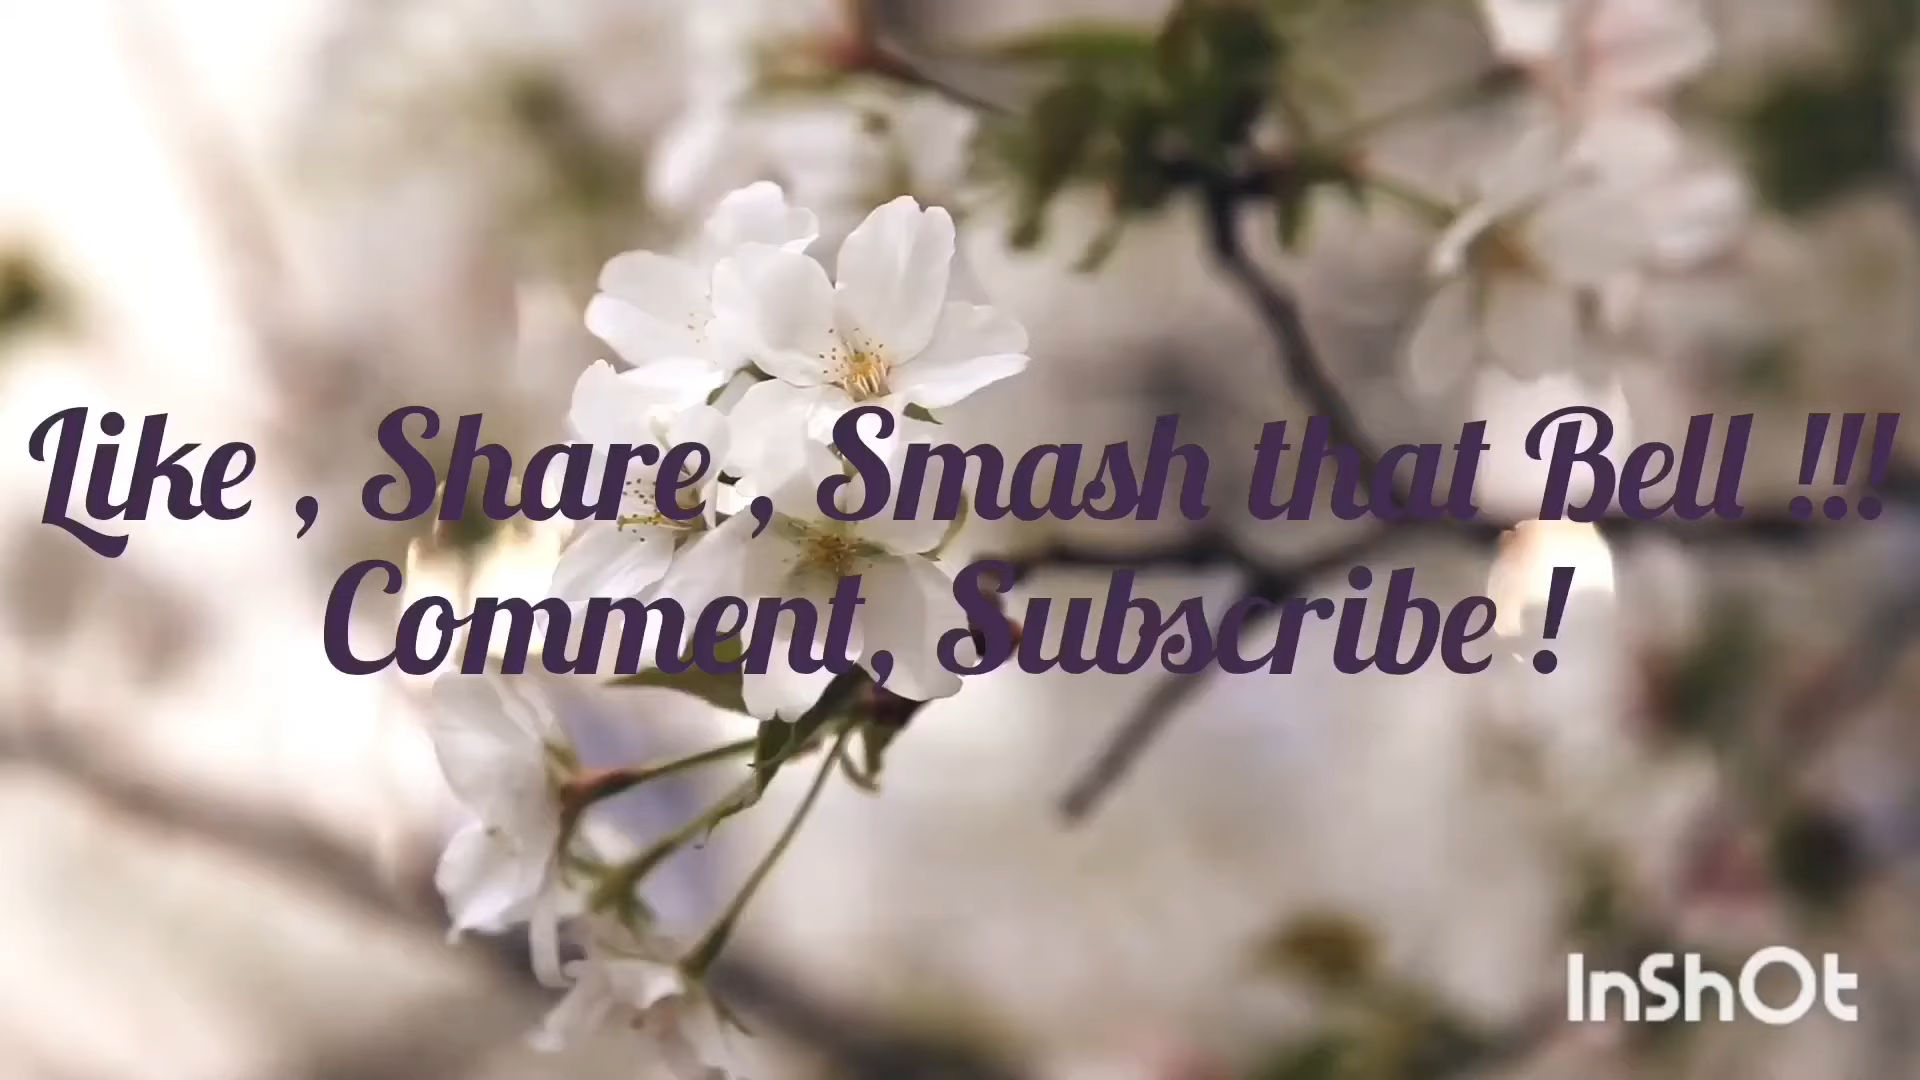 Like , Share , Smash that Bell !!!
Comment, Subscribe !
InShOt